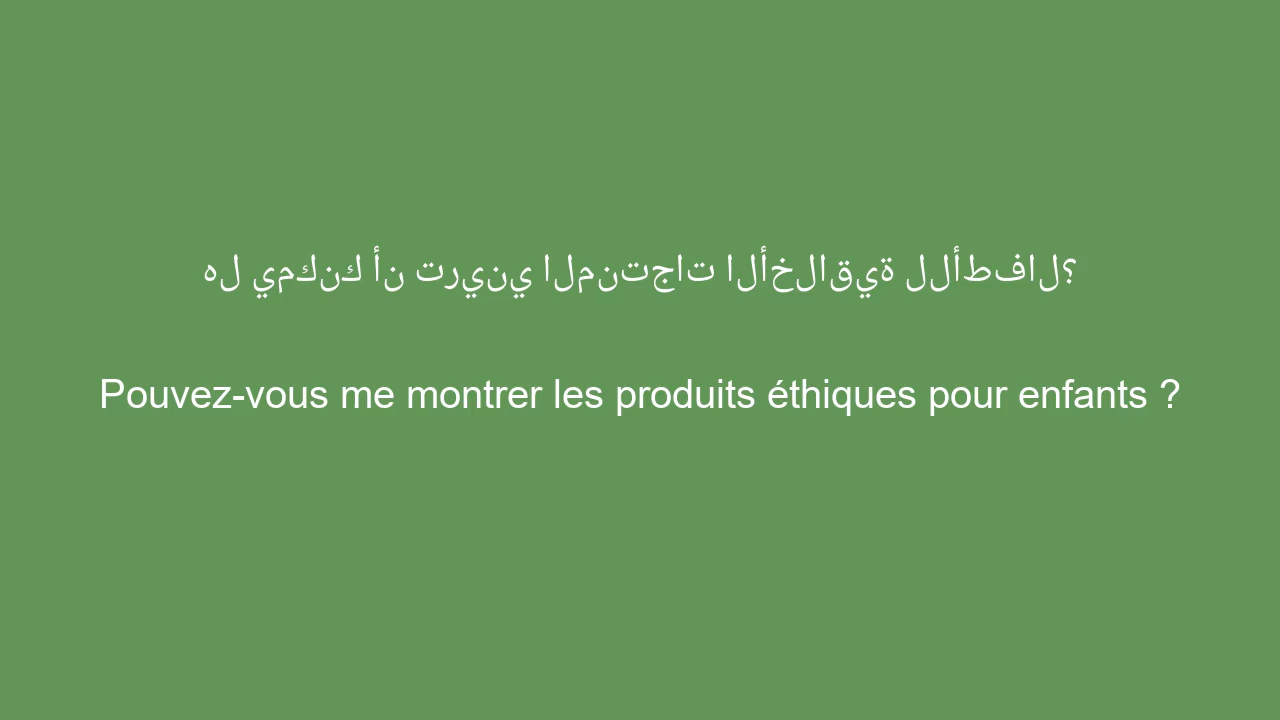 هل يمكنك أن تريني المنتجات الأخلاقية للأطفال؟
Pouvez-vous me montrer les produits éthiques pour enfants ?